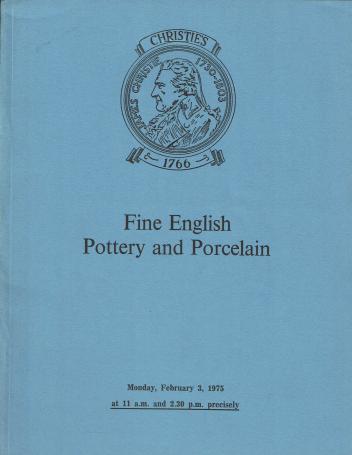 CHRISTIE'S
JAMES CHRISTIE 1730-1803
1766
Fine English
Pottery and Porcelain
Monday, February 3, 1975
at 11 a.m. and 2.30 p.m. precisely